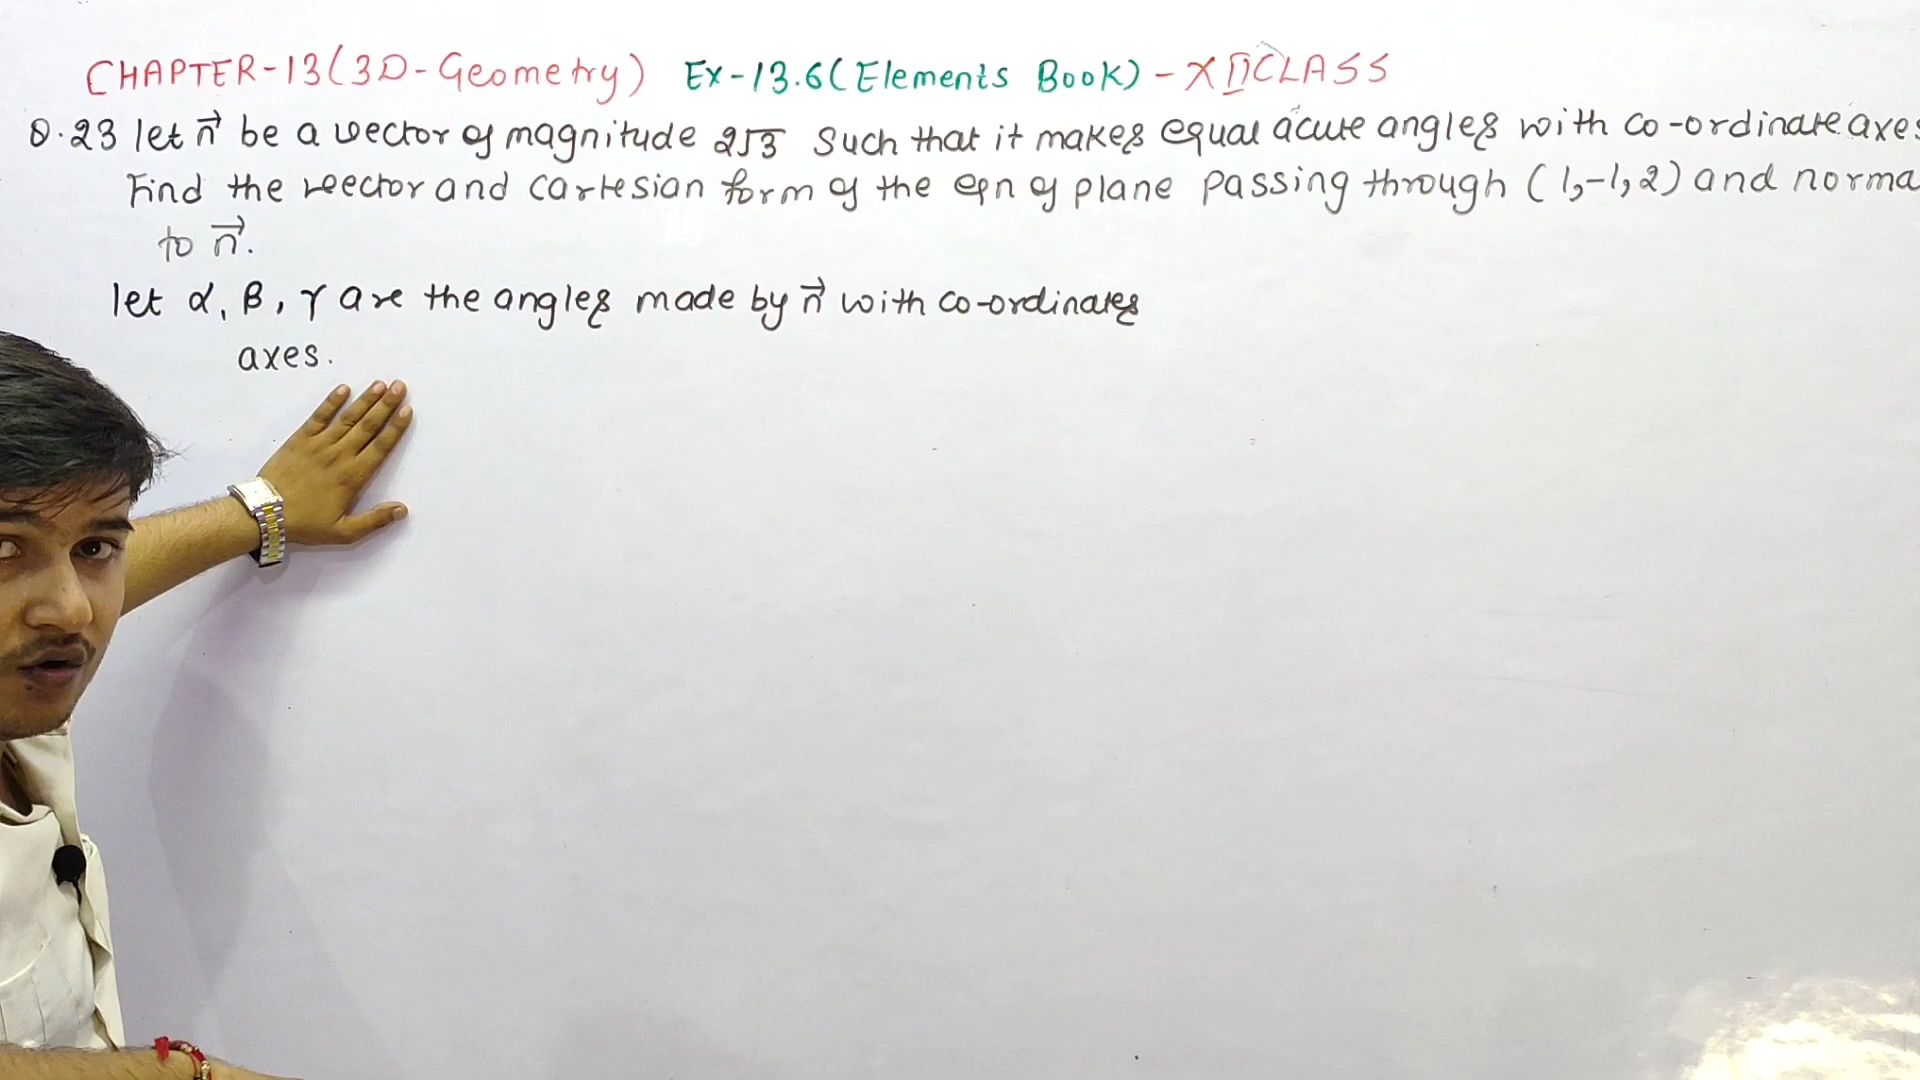 CHAPTER-13(3D-Geometry) Ex-13.6(Elements Book) - XIICLASS
Q.23 let n⃗ be a vector of magnitude 2√3 Such that it makes equal acute angles with co-ordinate axes
Find the vector and cartesian form of the eqn of plane passing through (1,-1,2) and norma
to n⃗.
let α, β, γ are the angles made by n⃗ with co-ordinates
axes.